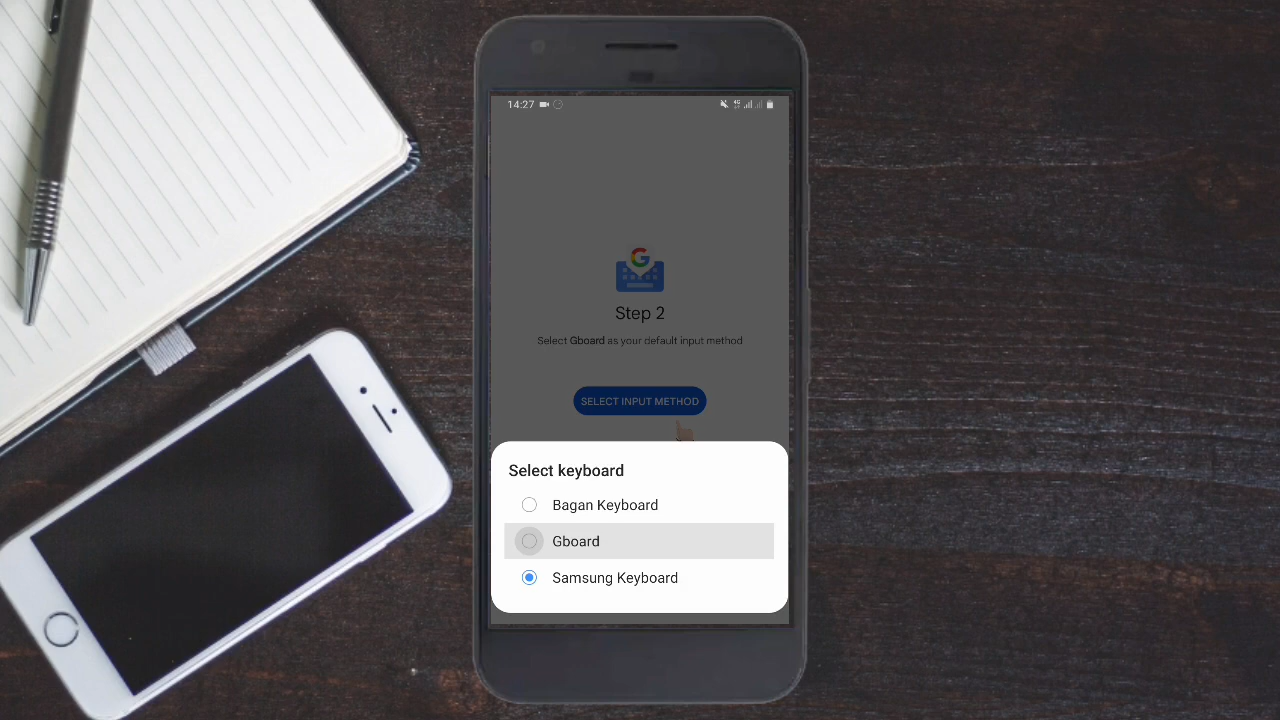 14:27
G
Step 2
Select Gboard as your default input method
SELECT INPUT METHOD
Select keyboard
Bagan Keyboard
Gboard
Samsung Keyboard